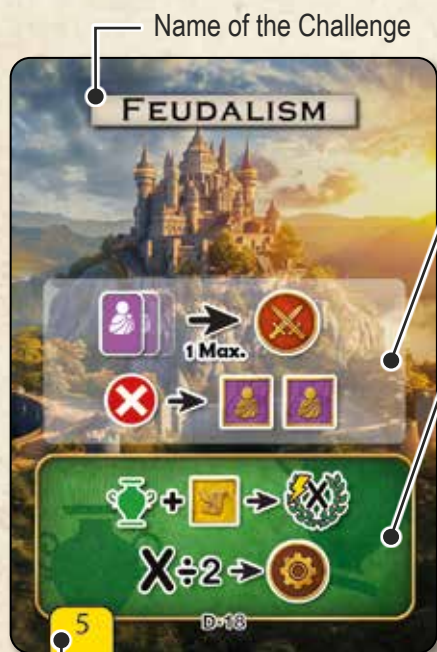 Name of the Challenge
FEUDALISM
1 Max.
X
X÷2
5
D-18